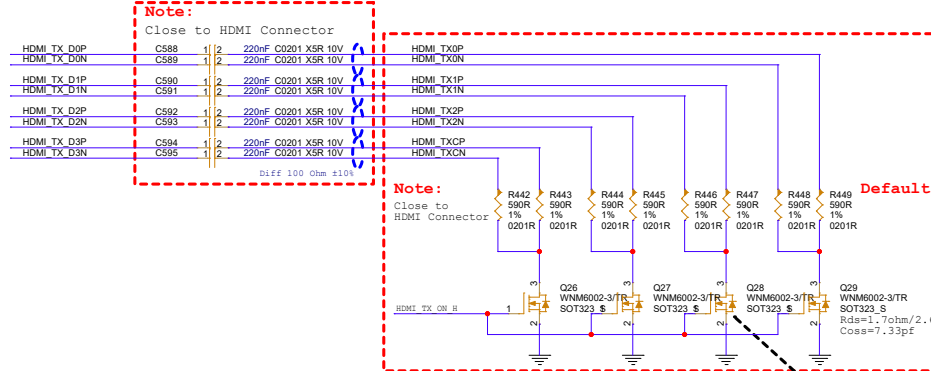 Note:
Close to HDMI Connector
HDMI_TX_D0P C588 1 2 220nF C0201 X5R 10V HDMI_TX0P
HDMI_TX_D0N C589 1 2 220nF C0201 X5R 10V HDMI_TX0N
HDMI_TX_D1P C590 1 2 220nF C0201 X5R 10V HDMI_TX1P
HDMI_TX_D1N C591 1 2 220nF C0201 X5R 10V HDMI_TX1N
HDMI_TX_D2P C592 1 2 220nF C0201 X5R 10V HDMI_TX2P
HDMI_TX_D2N C593 1 2 220nF C0201 X5R 10V HDMI_TX2N
HDMI_TX_D3P C594 1 2 220nF C0201 X5R 10V HDMI_TXCP
HDMI_TX_D3N C595 1 2 220nF C0201 X5R 10V HDMI_TXCN
Diff 100 Ohm ±10%
Note:
Close to
HDMI Connector
R442 R443 R444 R445 R446 R447 R448 R449
590R 590R 590R 590R 590R 590R 590R 590R
1% 1% 1% 1% 1% 1% 1% 1%
0201R 0201R 0201R 0201R 0201R 0201R 0201R 0201R
Default
3 3 3 3
Q26 Q27 Q28 Q29
WNM6002-3/TR WNM6002-3/TR WNM6002-3/TR WNM6002-3/TR
HDMI_TX_ON_H 1 SOT323_S SOT323_S SOT323_S SOT323_S
Rds=1.7ohm/2.
Coss=7.33pf
2 2 2 2